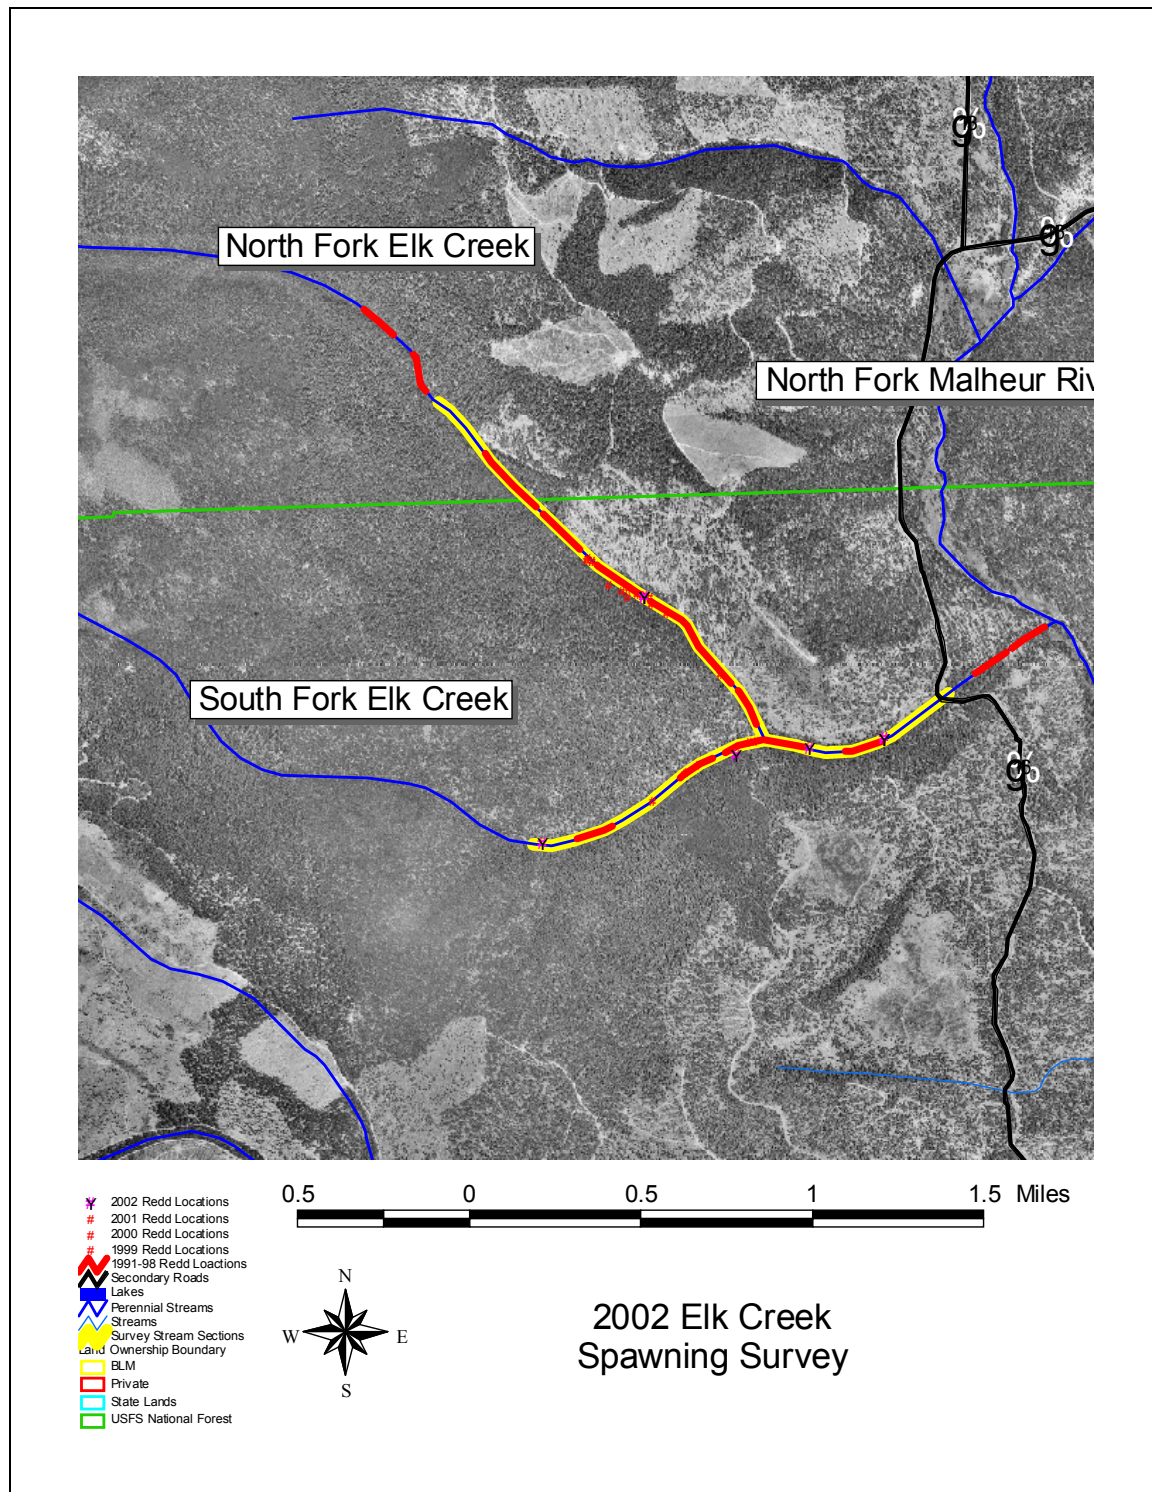 North Fork Elk Creek
North Fork Malheur Riv
South Fork Elk Creek
0.5 0 0.5 1 1.5 Miles
2002 Redd Locations
2001 Redd Locations
2000 Redd Locations
1999 Redd Locations
1991-98 Redd Loactions
Secondary Roads
Lakes
Perennial Streams
Streams
Survey Stream Sections
Land Ownership Boundary
BLM
Private
State Lands
USFS National Forest
N
W E
S
2002 Elk Creek
Spawning Survey